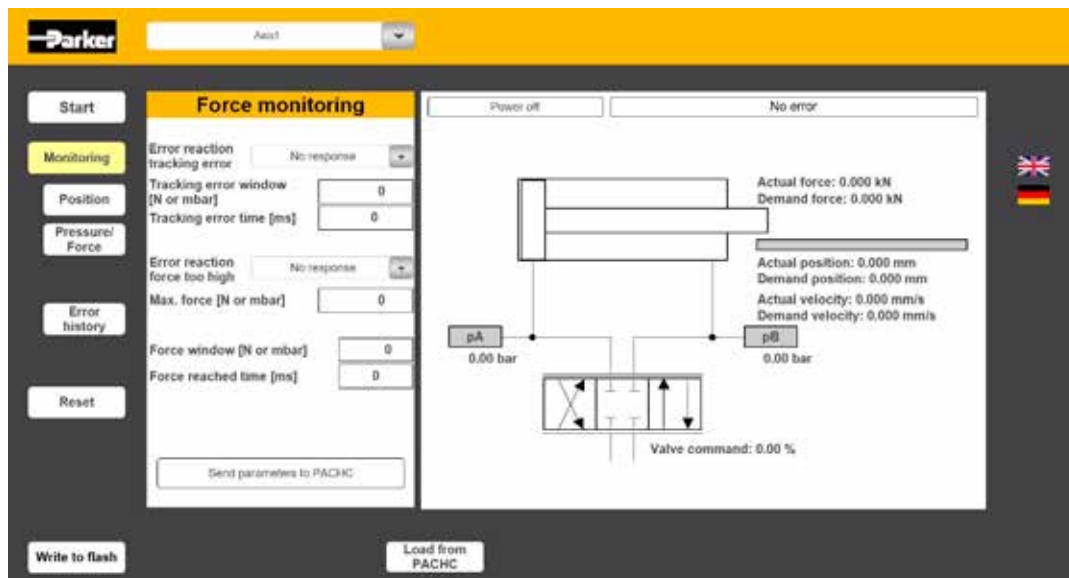 Parker
Axis1
Start
Monitoring
Position
Pressure/
Force
Error
history
Reset
Write to flash
Force monitoring
Error reaction
tracking error
No response
Tracking error window
[N or mbar]
0
Tracking error time [ms]
0
Error reaction
force too high
No response
Max. force [N or mbar]
0
Force window [N or mbar]
0
Force reached time [ms]
0
Send parameters to PACHC
Load from
PACHC
Power off
No error
Actual force: 0.000 kN
Demand force: 0.000 kN
Actual position: 0.000 mm
Demand position: 0.000 mm
Actual velocity: 0.000 mm/s
Demand velocity: 0.000 mm/s
pA
0.00 bar
pB
0.00 bar
Valve command: 0.00 %